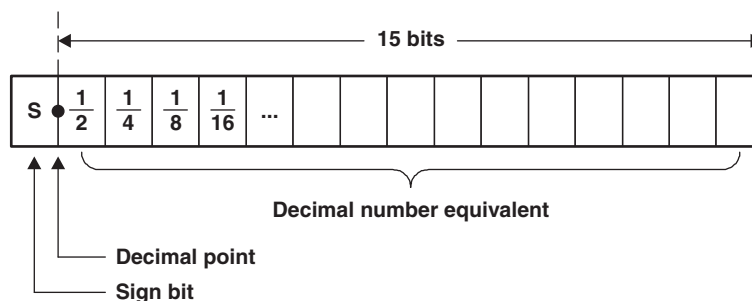 15 bits
S 1/2 1/4 1/8 1/16 ...
Decimal number equivalent
Decimal point
Sign bit